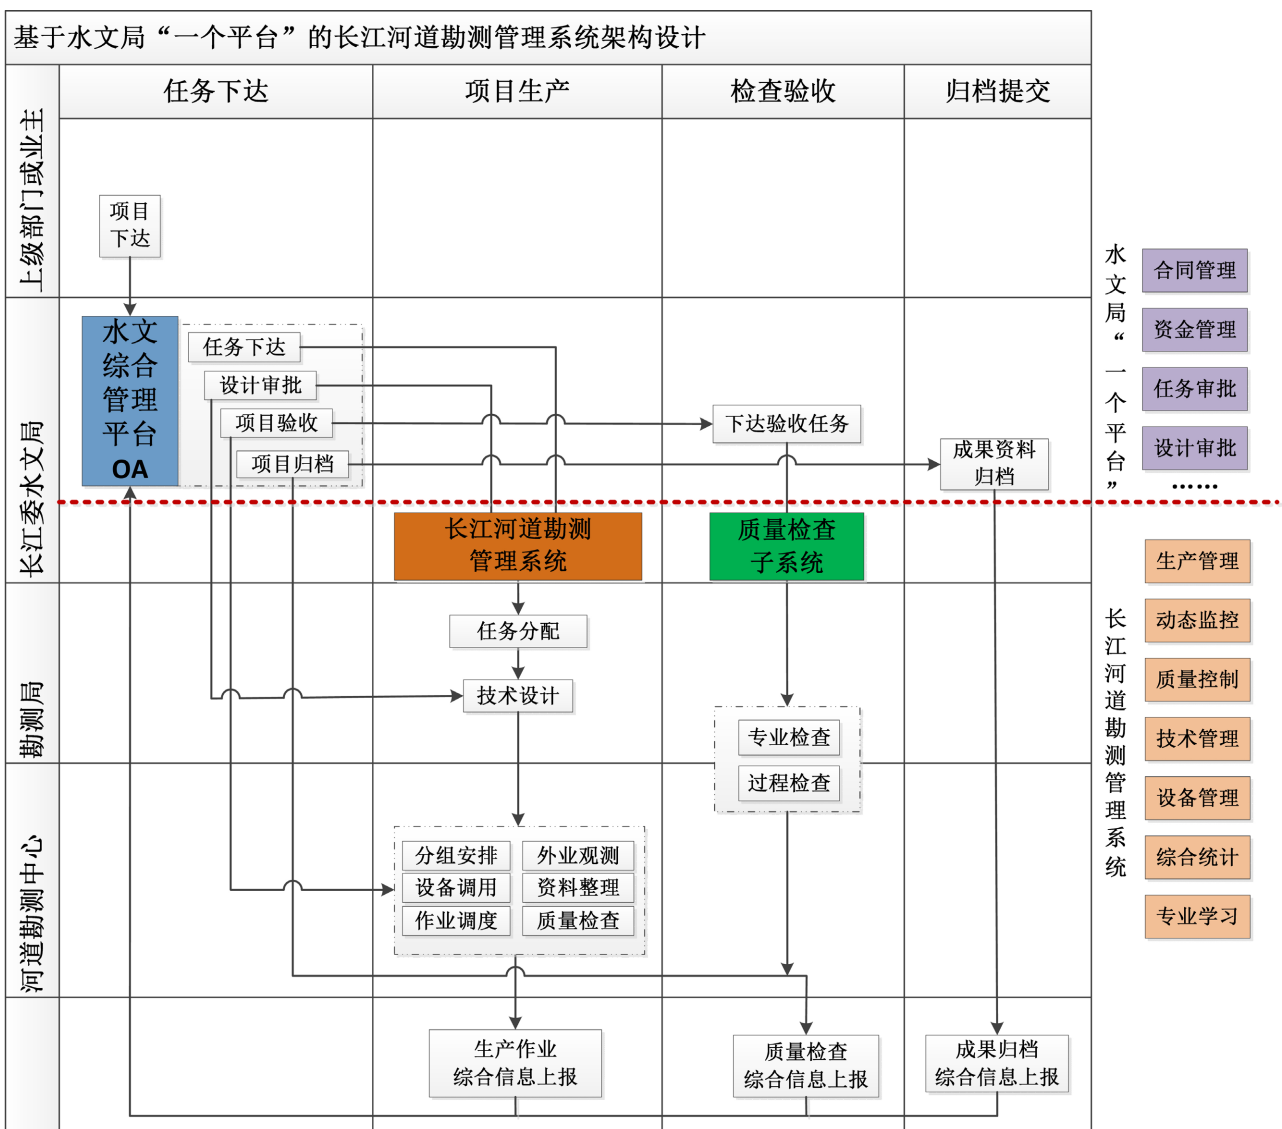 基于水文局“一个平台”的长江河道勘测管理系统架构设计
任务下达
项目生产
检查验收
归档提交
上级部门或业主
项目
下达
长江委水文局
水文
综合
管理
平台
OA
任务下达
设计审批
项目验收
项目归档
下达验收任务
成果资料
归档
长江河道勘测
管理系统
质量检查
子系统
勘测局
任务分配
技术设计
专业检查
过程检查
河道勘测中心
分组安排
外业观测
设备调用
资料整理
作业调度
质量检查
生产作业
综合信息上报
质量检查
综合信息上报
成果归档
综合信息上报
水文局“一个平台”
合同管理
资金管理
任务审批
设计审批
……
长江河道勘测管理系统
生产管理
动态监控
质量控制
技术管理
设备管理
综合统计
专业学习